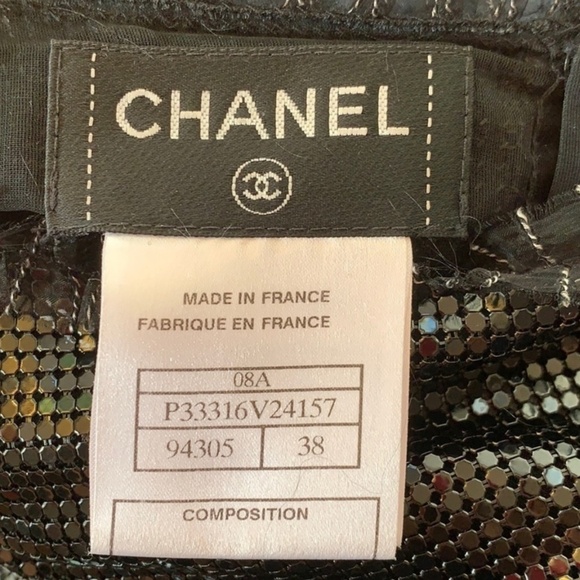 CHANEL
MADE IN FRANCE
FABRIQUE EN FRANCE
08A
P33316V24157
94305 38
COMPOSITION